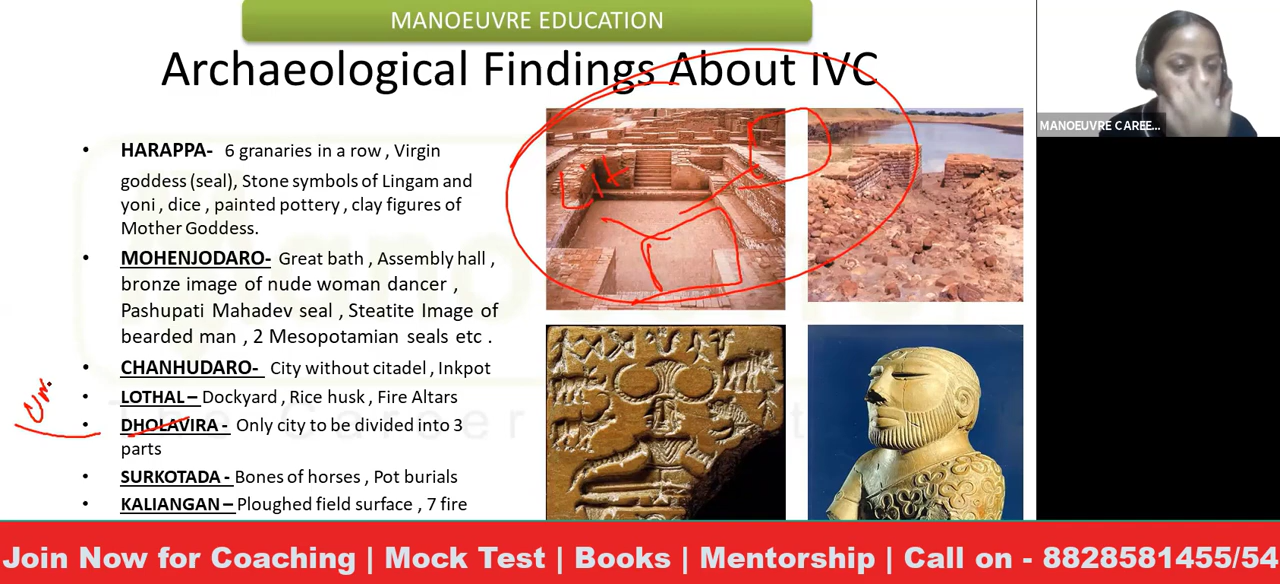 MANOEUVRE EDUCATION
Archaeological Findings About IVC
MANOEUVRE CAREE...
• HARAPPA- 6 granaries in a row , Virgin
goddess (seal), Stone symbols of Lingam and
yoni , dice , painted pottery , clay figures of
Mother Goddess.
• MOHENJODARO- Great bath , Assembly hall ,
bronze image of nude woman dancer ,
Pashupati Mahadev seal , Steatite Image of
bearded man , 2 Mesopotamian seals etc .
• CHANHUDARO- City without citadel , Inkpot
• LOTHAL – Dockyard , Rice husk , Fire Altars
• DHOLAVIRA - Only city to be divided into 3
parts
• SURKOTADA - Bones of horses , Pot burials
• KALIANGAN – Ploughed field surface , 7 fire
Join Now for Coaching | Mock Test | Books | Mentorship | Call on - 8828581455/54